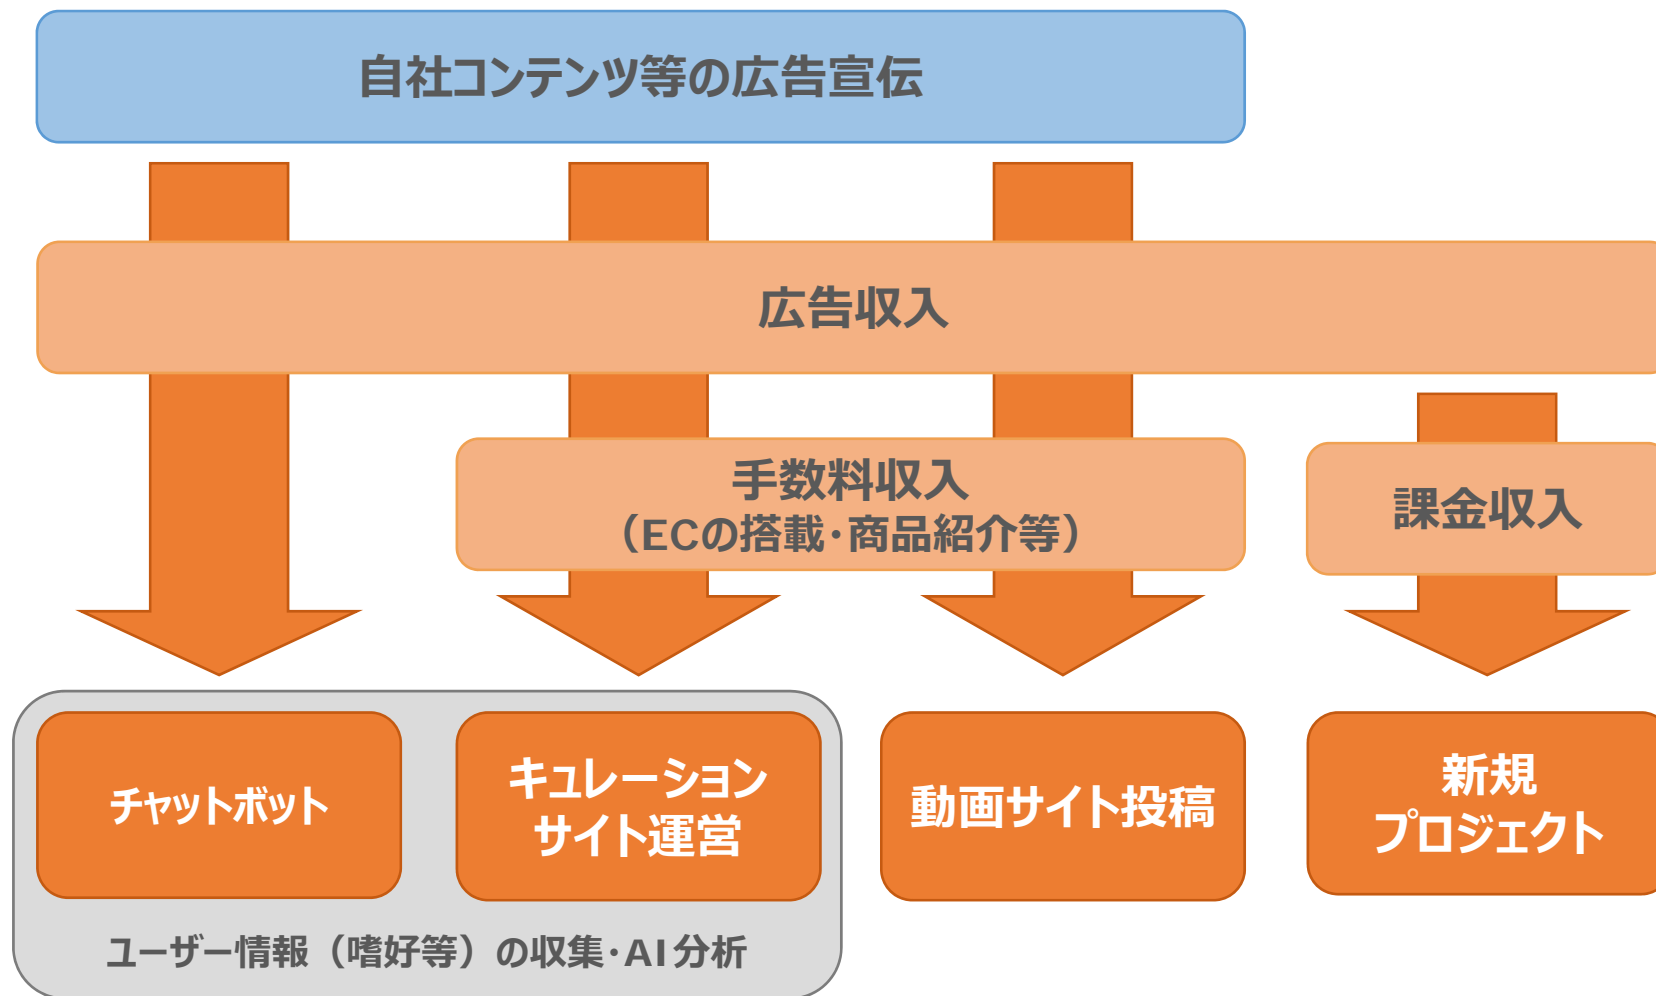 自社コンテンツ等の広告宣伝
広告収入
手数料収入
（ECの搭載・商品紹介等）
課金収入
チャットボット
キュレーション
サイト運営
動画サイト投稿
新規
プロジェクト
ユーザー情報（嗜好等）の収集・AI分析